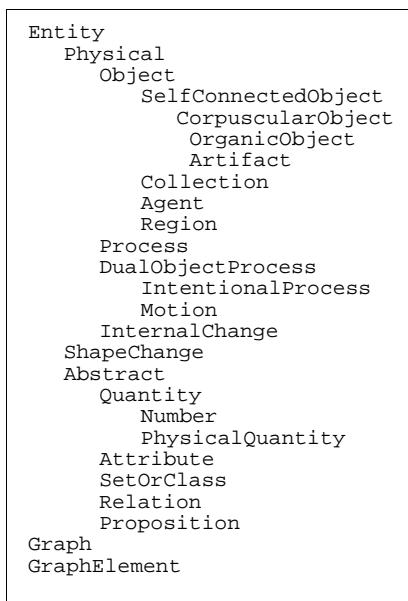 Entity
Physical
Object
SelfConnectedObject
CorpuscularObject
OrganicObject
Artifact
Collection
Agent
Region
Process
DualObjectProcess
IntentionalProcess
Motion
InternalChange
ShapeChange
Abstract
Quantity
Number
PhysicalQuantity
Attribute
SetOrClass
Relation
Proposition
Graph
GraphElement